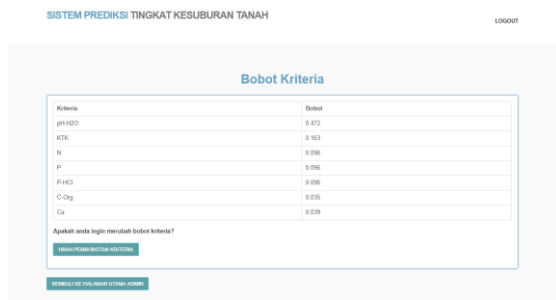 SISTEM PREDIKSI TINGKAT KESUBURAN TANAH
LOGOUT
Bobot Kriteria
Kriteria Bobot
pH-H2O 0.472
KTK 0.163
N 0.096
P 0.096
P-HCl 0.096
C-Org 0.035
Ca 0.039
Apakah anda ingin merubah bobot kriteria?
UBAH PEMBOBOTAN KRITERIA
KEMBALI KE HALAMAN UTAMA ADMIN